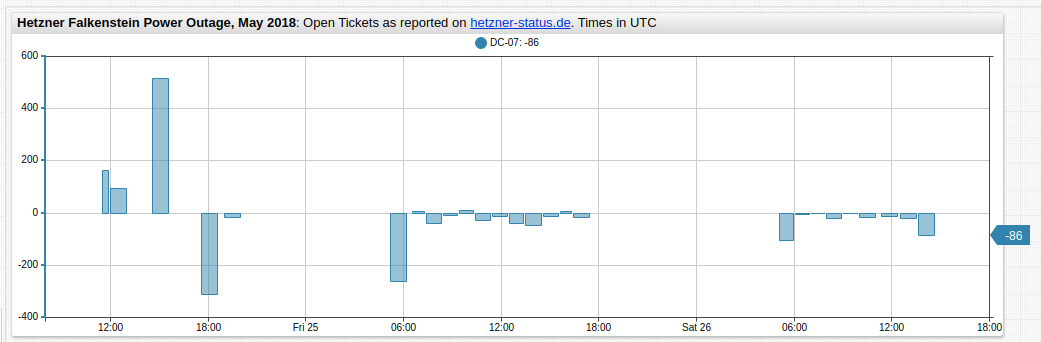 Hetzner Falkenstein Power Outage, May 2018: Open Tickets as reported on hetzner-status.de. Times in UTC
DC-07: -86
600
400
200
0
-200
-400
-86
12:00 18:00 Fri 25 06:00 12:00 18:00 Sat 26 06:00 12:00 18:00